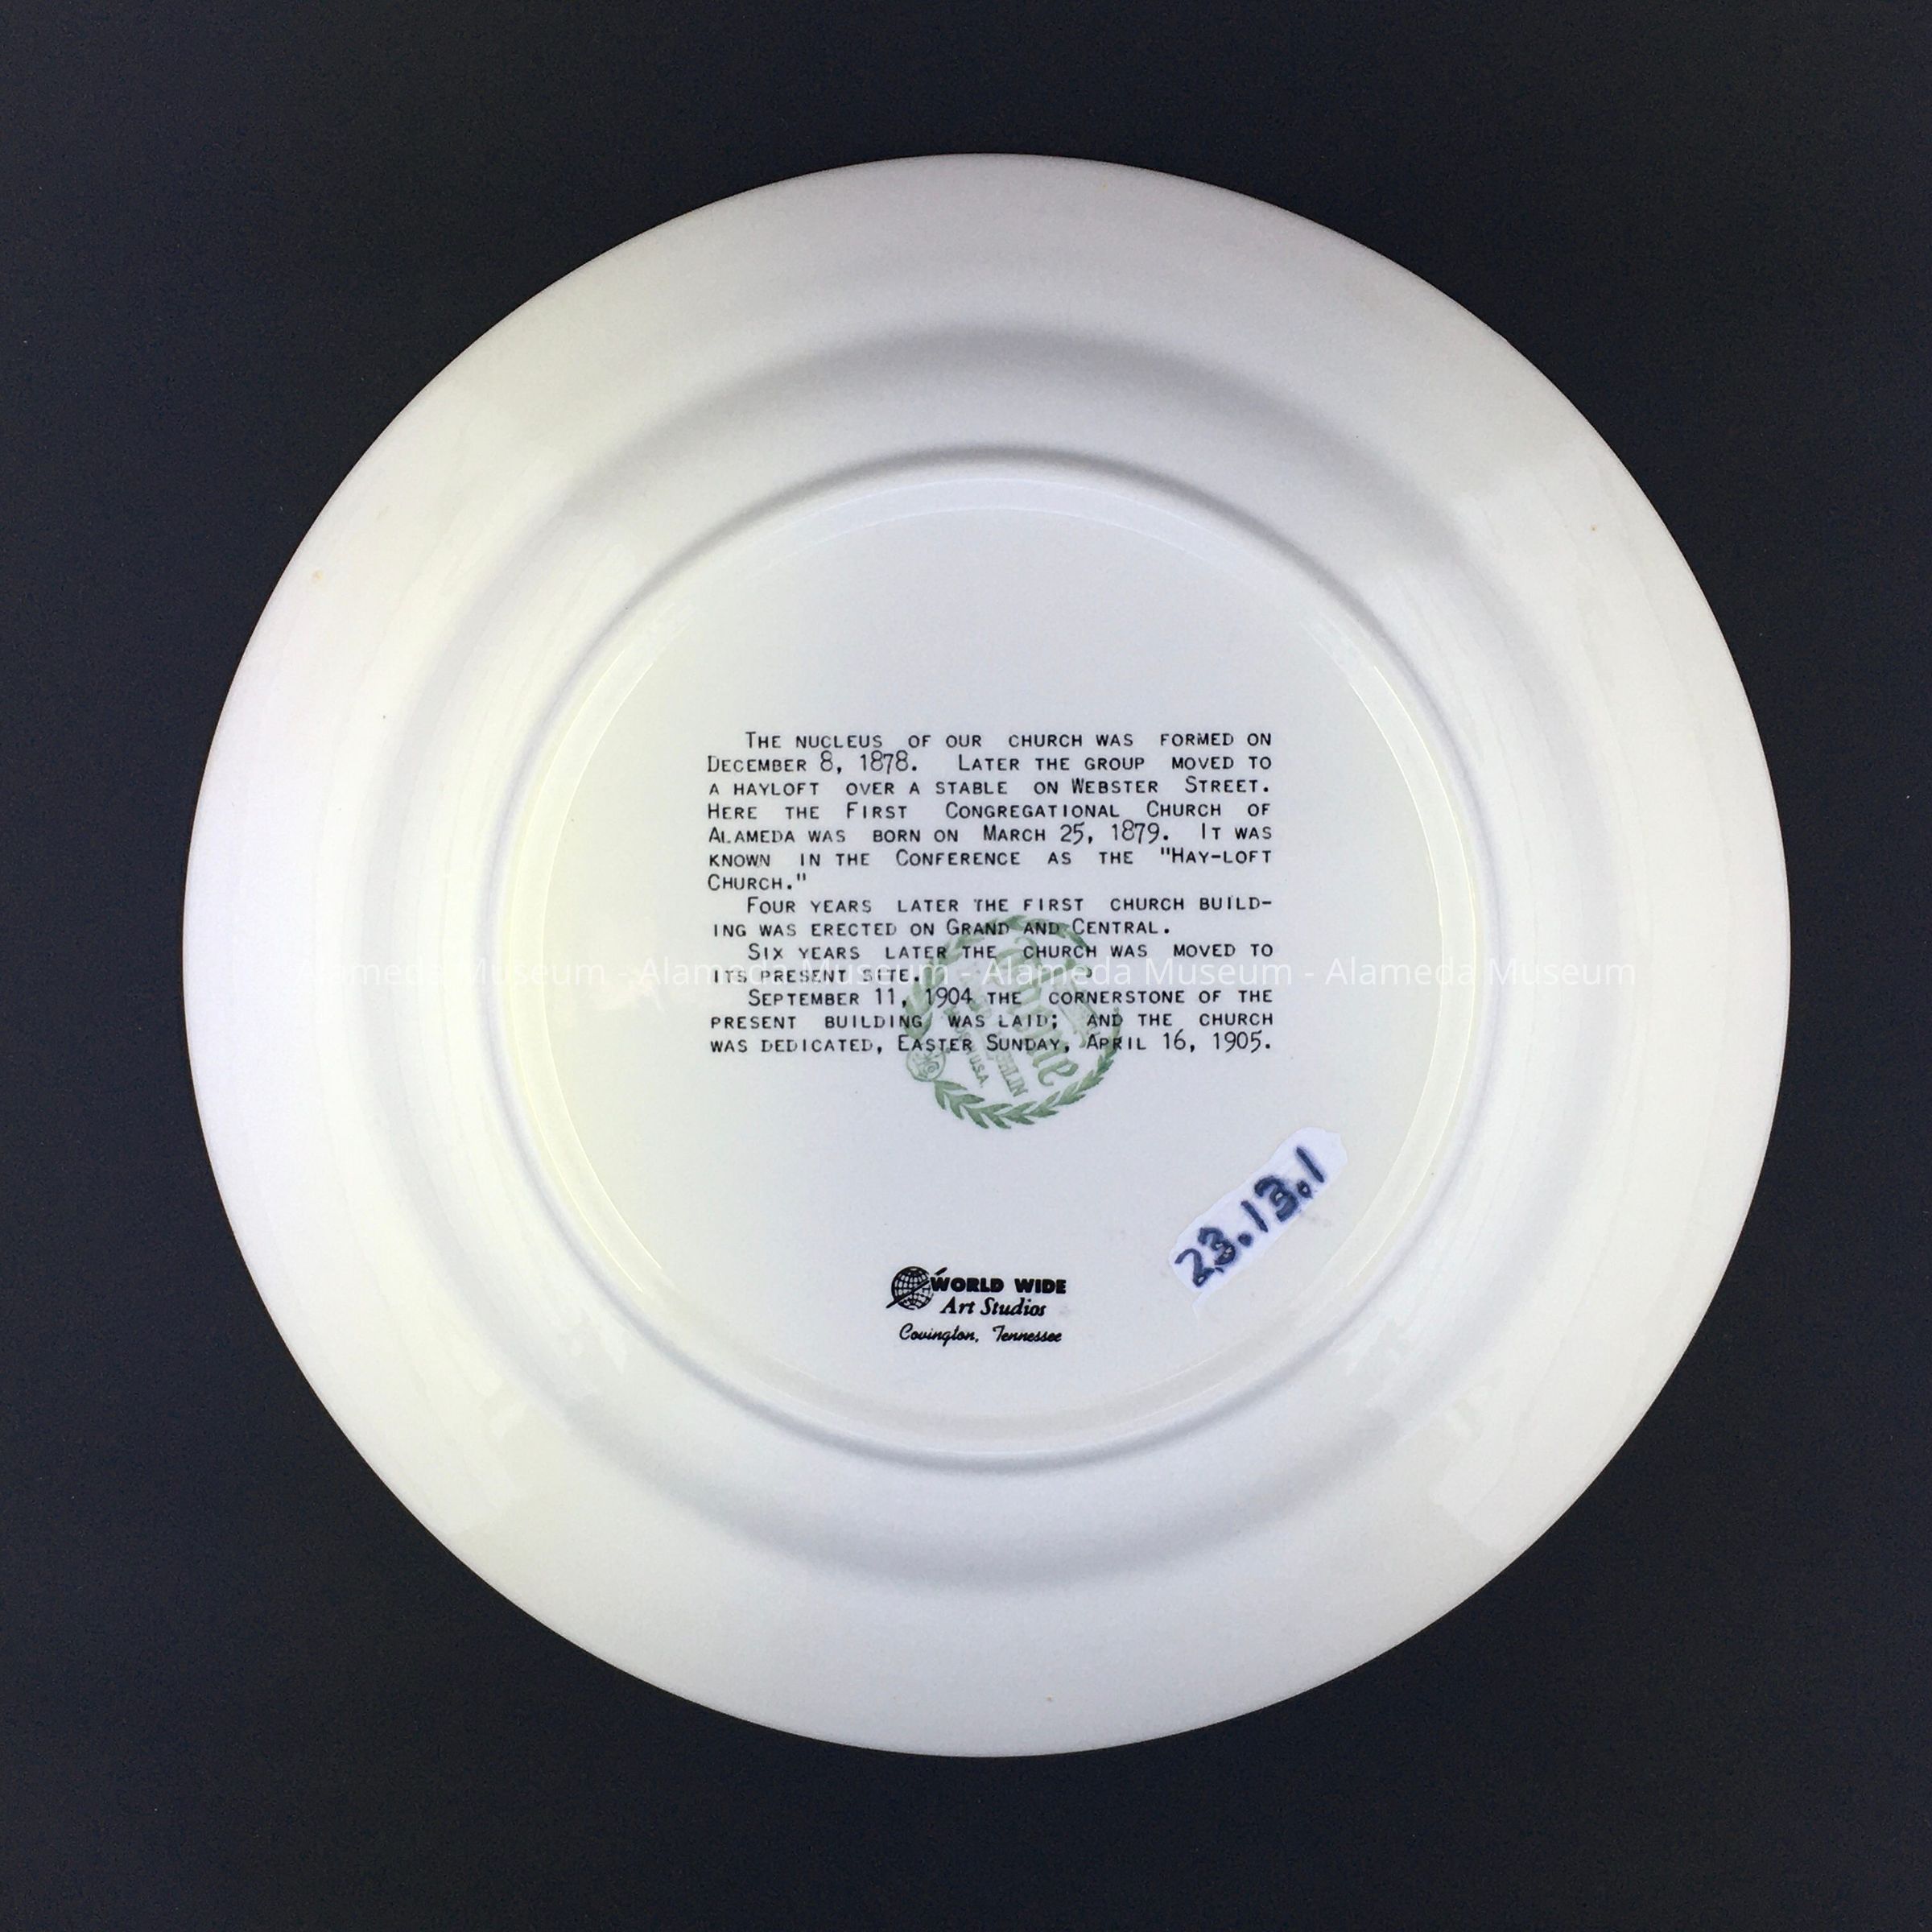 THE NUCLEUS OF OUR CHURCH WAS FORMED ON
DECEMBER 8, 1878. LATER THE GROUP MOVED TO
A HAYLOFT OVER A STABLE ON WEBSTER STREET.
HERE THE FIRST CONGREGATIONAL CHURCH OF
ALAMEDA WAS BORN ON MARCH 25, 1879. IT WAS
KNOWN IN THE CONFERENCE AS THE "HAY-LOFT
CHURCH."
FOUR YEARS LATER THE FIRST CHURCH BUILD-
ING WAS ERECTED ON GRAND AND CENTRAL.
SIX YEARS LATER THE CHURCH WAS MOVED TO
ITS PRESENT SITE.
Alameda Museum - Alameda Museum - Alameda Museum - Alameda Museum
SEPTEMBER 11, 1904 THE CORNERSTONE OF THE
PRESENT BUILDING WAS LAID; AND THE CHURCH
WAS DEDICATED, EASTER SUNDAY, APRIL 16, 1905.
U.S.A.
23.13.1
WORLD WIDE
Art Studios
Covington, Tennessee